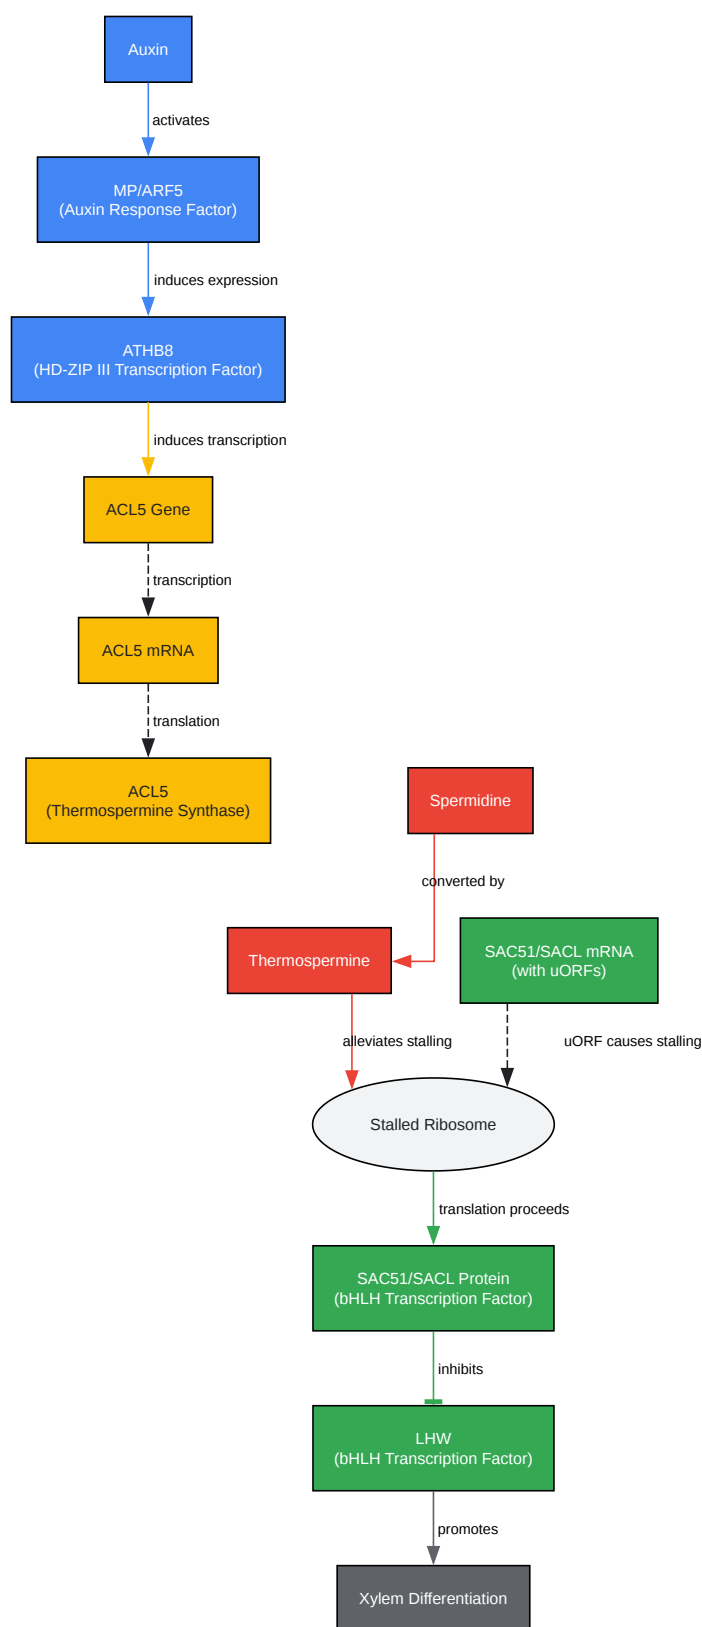 Auxin
activates
MP/ARF5
(Auxin Response Factor)
induces expression
ATHB8
(HD-ZIP III Transcription Factor)
induces transcription
ACL5 Gene
transcription
ACL5 mRNA
translation
ACL5
(Thermospermine Synthase)
Spermidine
converted by
Thermospermine
SAC51/SACL mRNA
(with uORFs)
alleviates stalling
uORF causes stalling
Stalled Ribosome
translation proceeds
SAC51/SACL Protein
(bHLH Transcription Factor)
inhibits
LHW
(bHLH Transcription Factor)
promotes
Xylem Differentiation